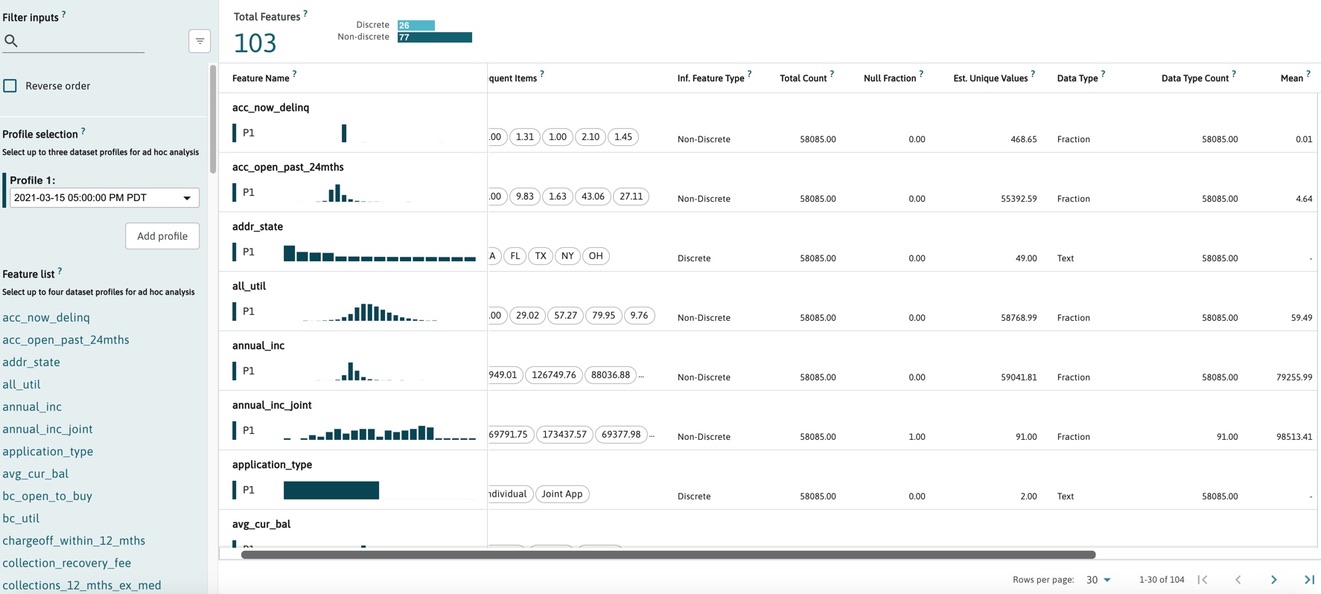 Filter inputs ?
Reverse order
Profile selection ?
Select up to three dataset profiles for ad hoc analysis
Profile 1:
2021-03-15 05:00:00 PM PDT
Add profile
Feature list ?
Select up to four dataset profiles for ad hoc analysis
acc_now_delinq
acc_open_past_24mths
addr_state
all_util
annual_inc
annual_inc_joint
application_type
avg_cur_bal
bc_open_to_buy
bc_util
chargeoff_within_12_mths
collection_recovery_fee
collections_12_mths_ex_med
Total Features ?
103
Discrete 26
Non-discrete 77
Feature Name ? quent Items ? Inf. Feature Type ? Total Count ? Null Fraction ? Est. Unique Values ? Data Type ? Data Type Count ? Mean ?
acc_now_delinq
P1 .00 1.31 1.00 2.10 1.45 Non-Discrete 58085.00 0.00 468.65 Fraction 58085.00 0.01
acc_open_past_24mths
P1 .00 9.83 1.63 43.06 27.11 Non-Discrete 58085.00 0.00 55392.59 Fraction 58085.00 4.64
addr_state
P1 A FL TX NY OH Discrete 58085.00 0.00 49.00 Text 58085.00 -
all_util
P1 .00 29.02 57.27 79.95 9.76 Non-Discrete 58085.00 0.00 58768.99 Fraction 58085.00 59.49
annual_inc
P1 949.01 126749.76 88036.88 ... Non-Discrete 58085.00 0.00 59041.81 Fraction 58085.00 79255.99
annual_inc_joint
P1 69791.75 173437.57 69377.98 ... Non-Discrete 58085.00 1.00 91.00 Fraction 91.00 98513.41
application_type
P1 ndividual Joint App Discrete 58085.00 0.00 2.00 Text 58085.00 -
avg_cur_bal
P1
Rows per page: 30 1-30 of 104